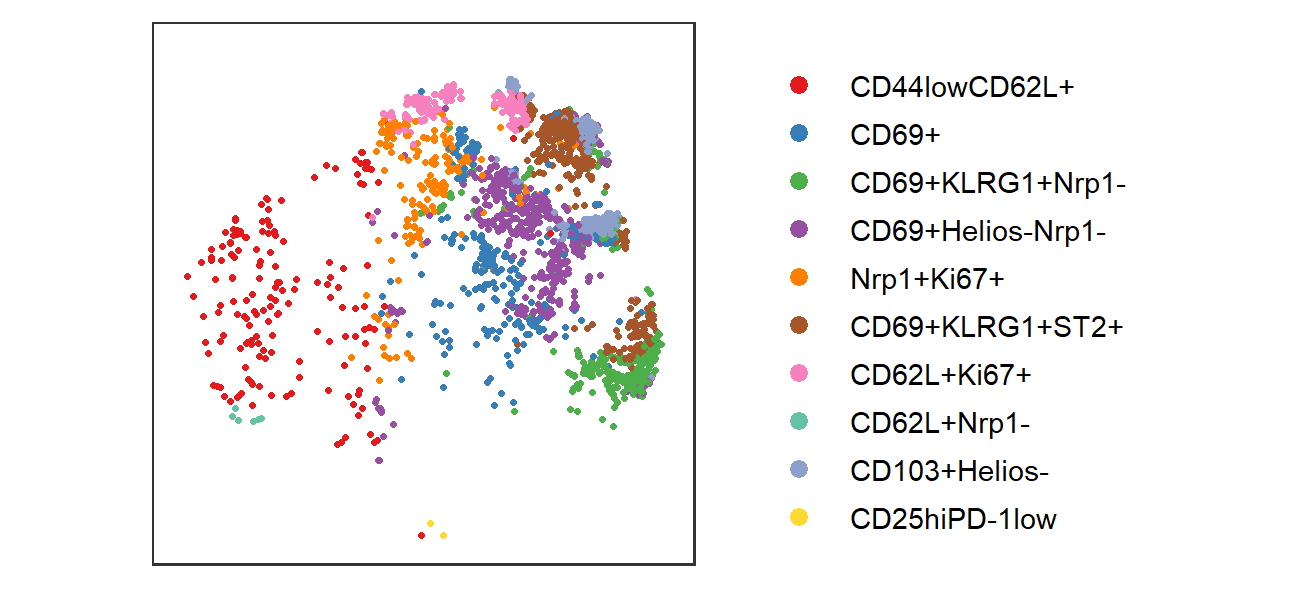 CD44lowCD62L+
CD69+
CD69+KLRG1+Nrp1-
CD69+Helios-Nrp1-
Nrp1+Ki67+
CD69+KLRG1+ST2+
CD62L+Ki67+
CD62L+Nrp1-
CD103+Helios-
CD25hiPD-1low